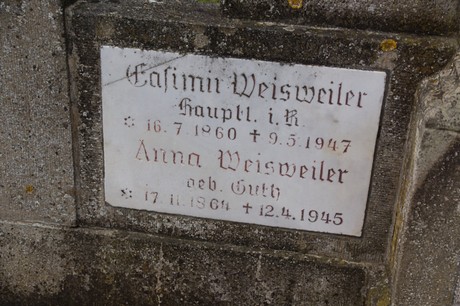 Casimir Weisweiler
Hauptl. i. R.
* 16.7.1860 ✝ 9.5.1947
Anna Weisweiler
geb. Guth
* 17.11.1864 ✝ 12.4.1945